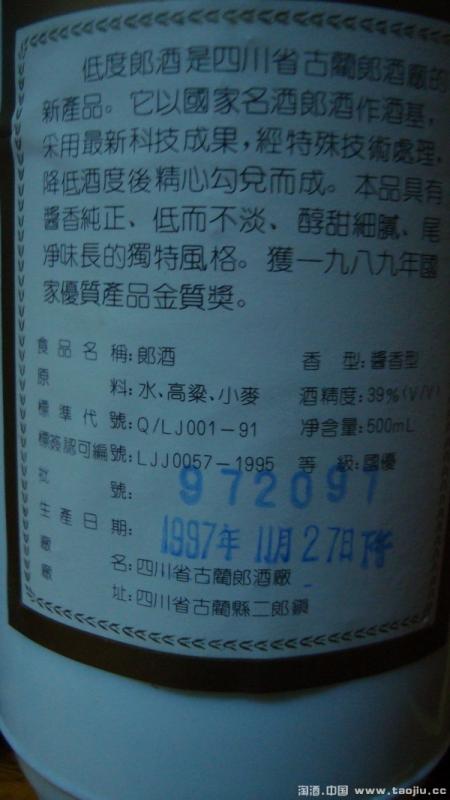 低度郎酒是四川省古藺郎酒廠的
新產品。它以國家名酒郎酒作酒基，
采用最新科技成果，經特殊技術處理，
降低酒度後精心勾兌而成。本品具有
醬香純正、低而不淡、醇甜細膩、尾
凈味長的獨特風格。獲一九八九年國
家優質產品金質獎。
食品名稱：郎酒 香型：醬香型
原料：水、高粱、小麥 酒精度：39%(V/V)
標準代號：Q/LJ001-91 凈含量：500mL
標簽認可編號：LJJ0057-1995 等級：國優
批號：972091
生產日期：1997年11月27日
廠名：四川省古藺郎酒廠
廠址：四川省古藺縣二郎鎮
淘酒.中国 www.taojiu.cc